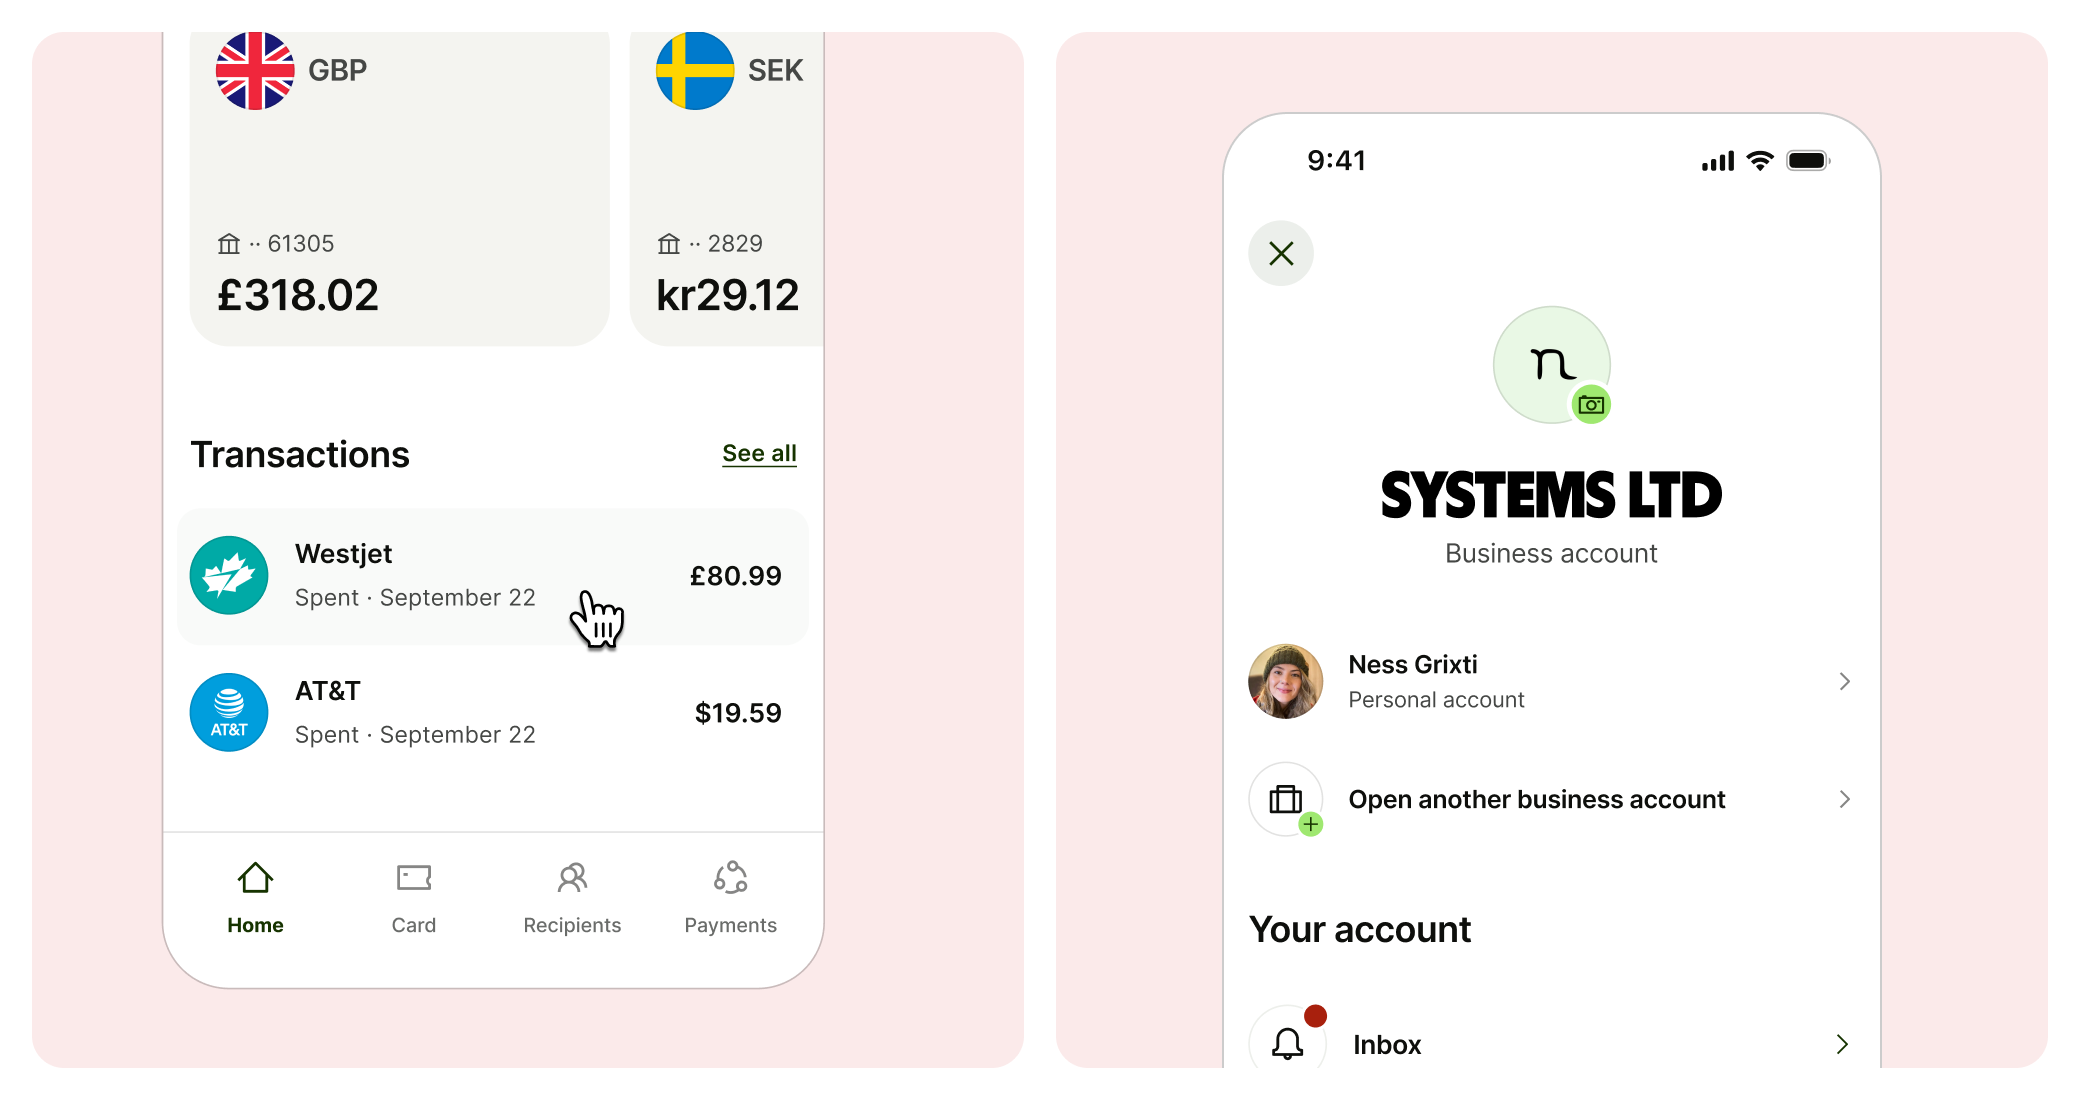 GBP
SEK
·· 61305
·· 2829
£318.02
kr29.12
Transactions
See all
Westjet
Spent · September 22
£80.99
AT&T
AT&T
Spent · September 22
$19.59
Home
Card
Recipients
Payments
9:41
n
SYSTEMS LTD
Business account
Ness Grixti
Personal account
Open another business account
Your account
Inbox